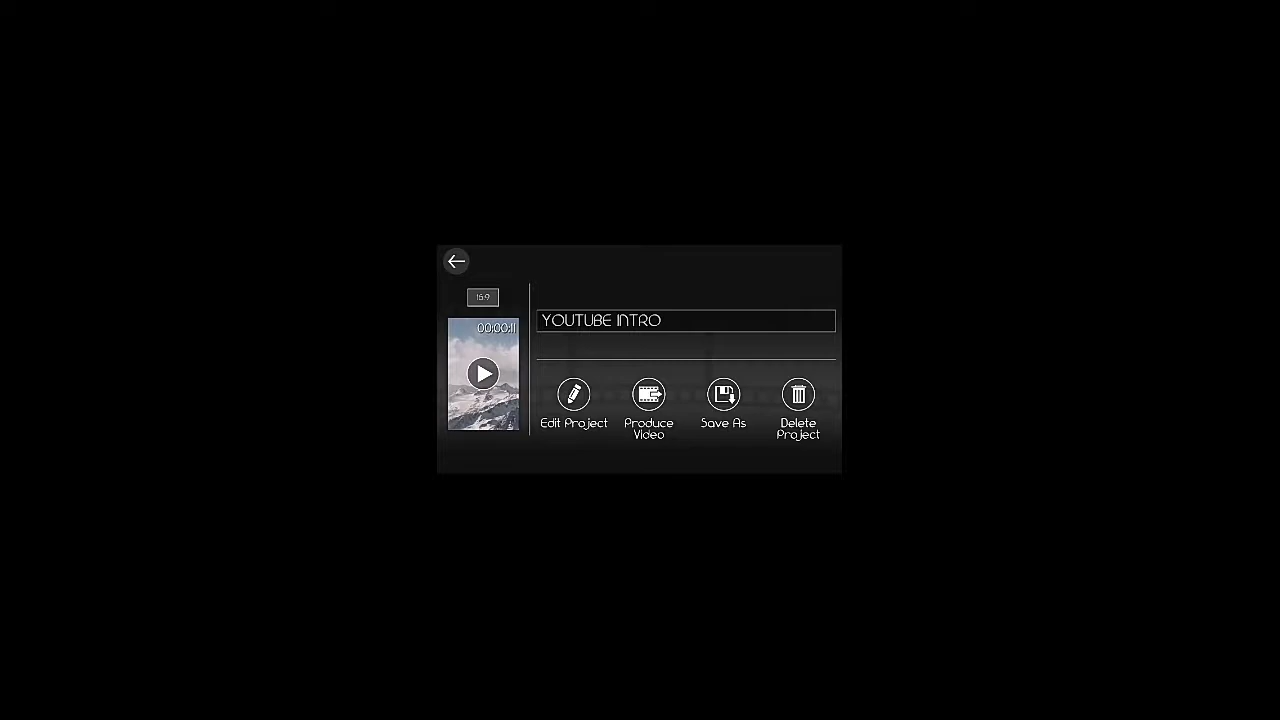 16:9
00:00:11
YOUTUBE INTRO
Edit Project
Produce
Video
Save As
Delete
Project